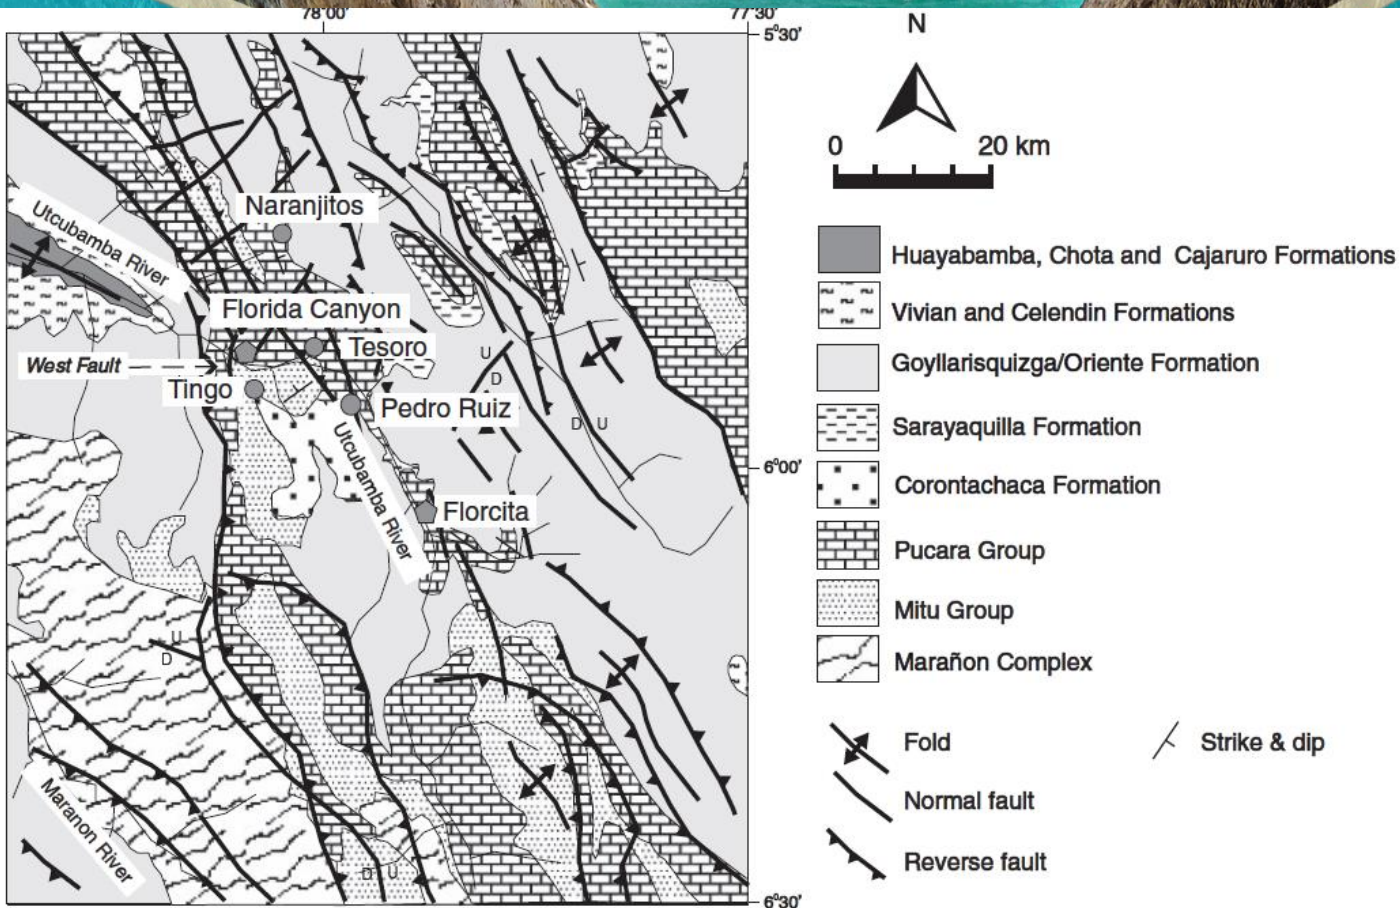 78°00'
77°30'
5°30'
N
0 20 km
Naranjitos
Utcubamba River
Florida Canyon
Tesoro
West Fault
Tingo
Pedro Ruiz
U
D
D U
6°00'
Utcubamba River
Florcita
U
D
Maranon River
D U
6°30'
Huayabamba, Chota and Cajaruro Formations
Vivian and Celendin Formations
Goyllarisquizga/Oriente Formation
Sarayaquilla Formation
Corontachaca Formation
Pucara Group
Mitu Group
Marañon Complex
Fold
Strike & dip
Normal fault
Reverse fault